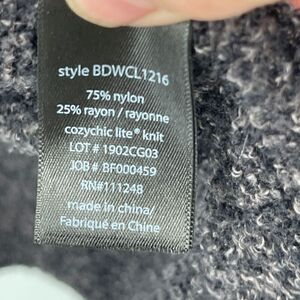 style BDWCL1216
75% nylon
25% rayon / rayonne
cozychic lite® knit
LOT # 1902CG03
JOB # BF000459
RN#111248
made in china/
Fabriqué en Chine